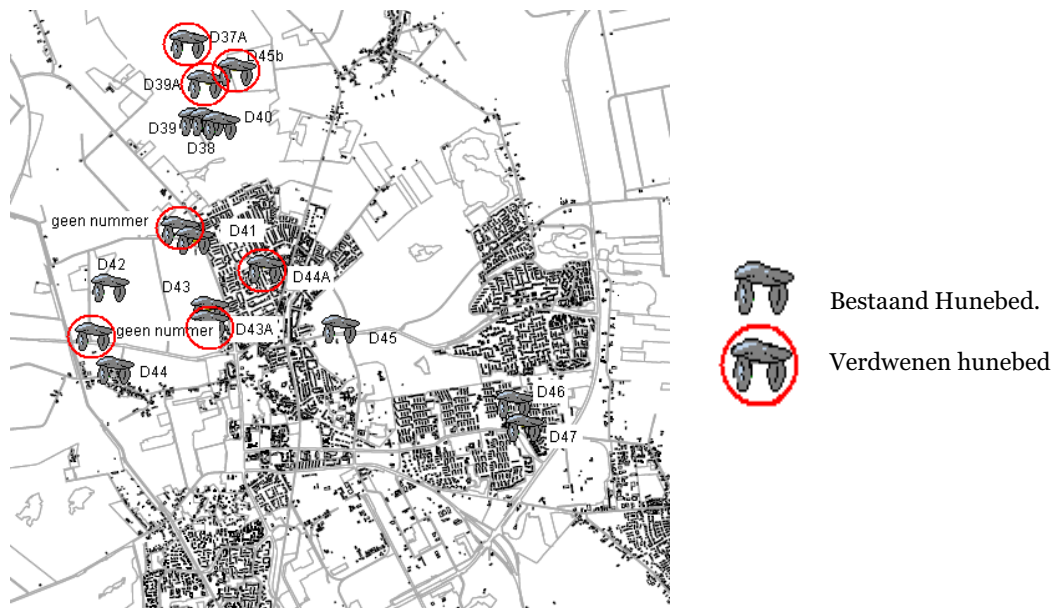 D37A
D45b
D39A
D40
D39
D38
geen nummer
D41
D42
D44A
D43
geen nummer
D43A
D45
D44
D46
D47
Bestaand Hunebed.
Verdwenen hunebed